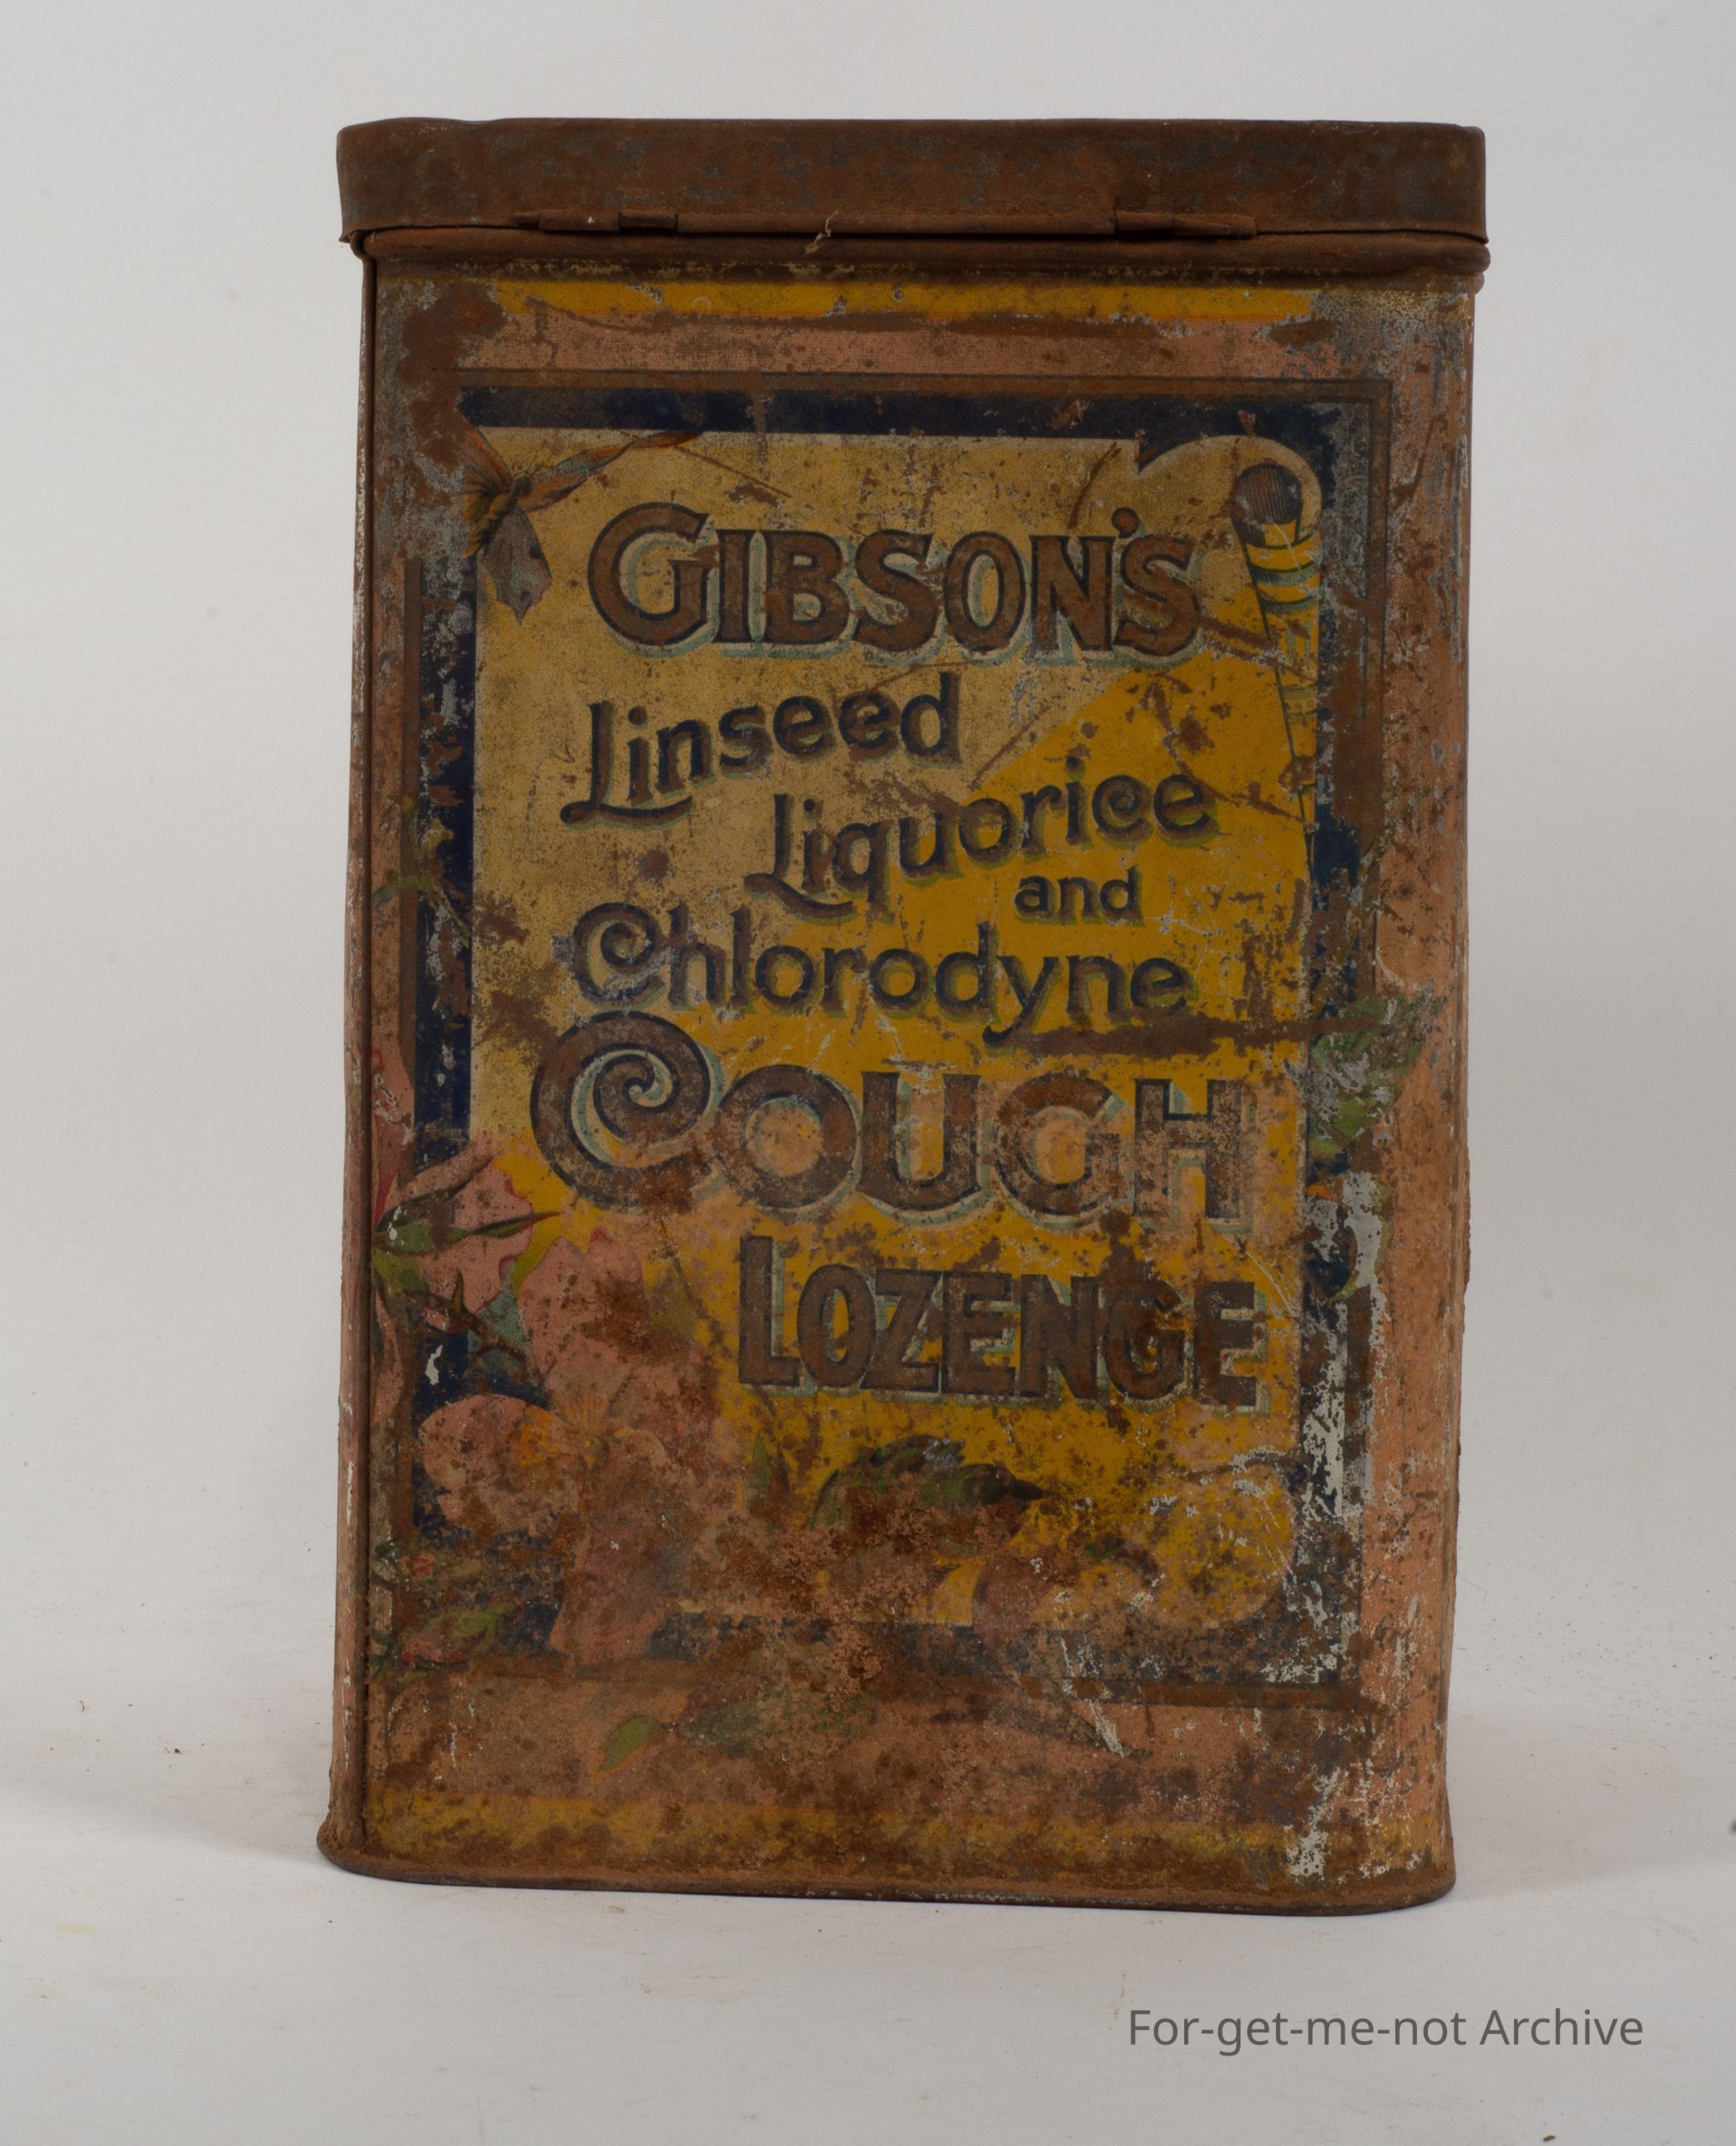 GIBSON'S
Linseed
Liquorice
and
Chlorodyne
COUGH
LOZENGE
For-get-me-not Archive